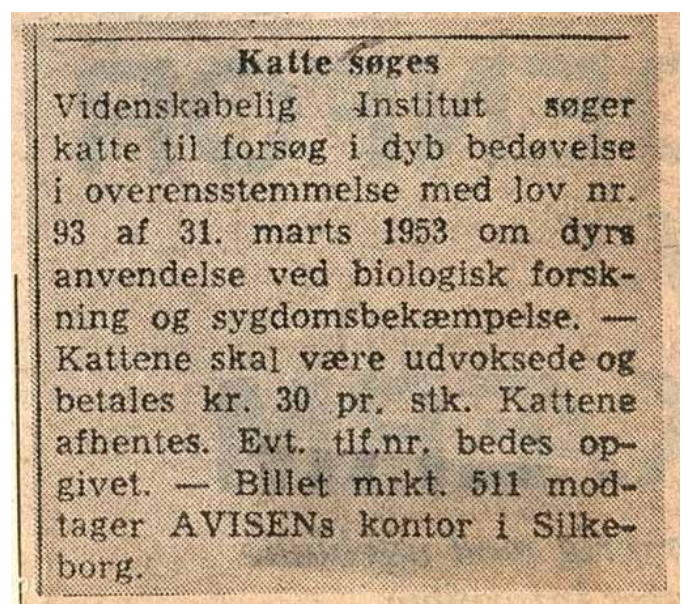 Katte søges
Videnskabelig Institut søger
katte til forsøg i dyb bedøvelse
i overensstemmelse med lov nr.
93 af 31. marts 1953 om dyrs
anvendelse ved biologisk forsk-
ning og sygdomsbekæmpelse. —
Kattene skal være udvoksede og
betales kr. 30 pr. stk. Kattene
afhentes. Evt. tlf.nr. bedes op-
givet. — Billet mrkt. 511 mod-
tager AVISENs kontor i Silke-
borg.